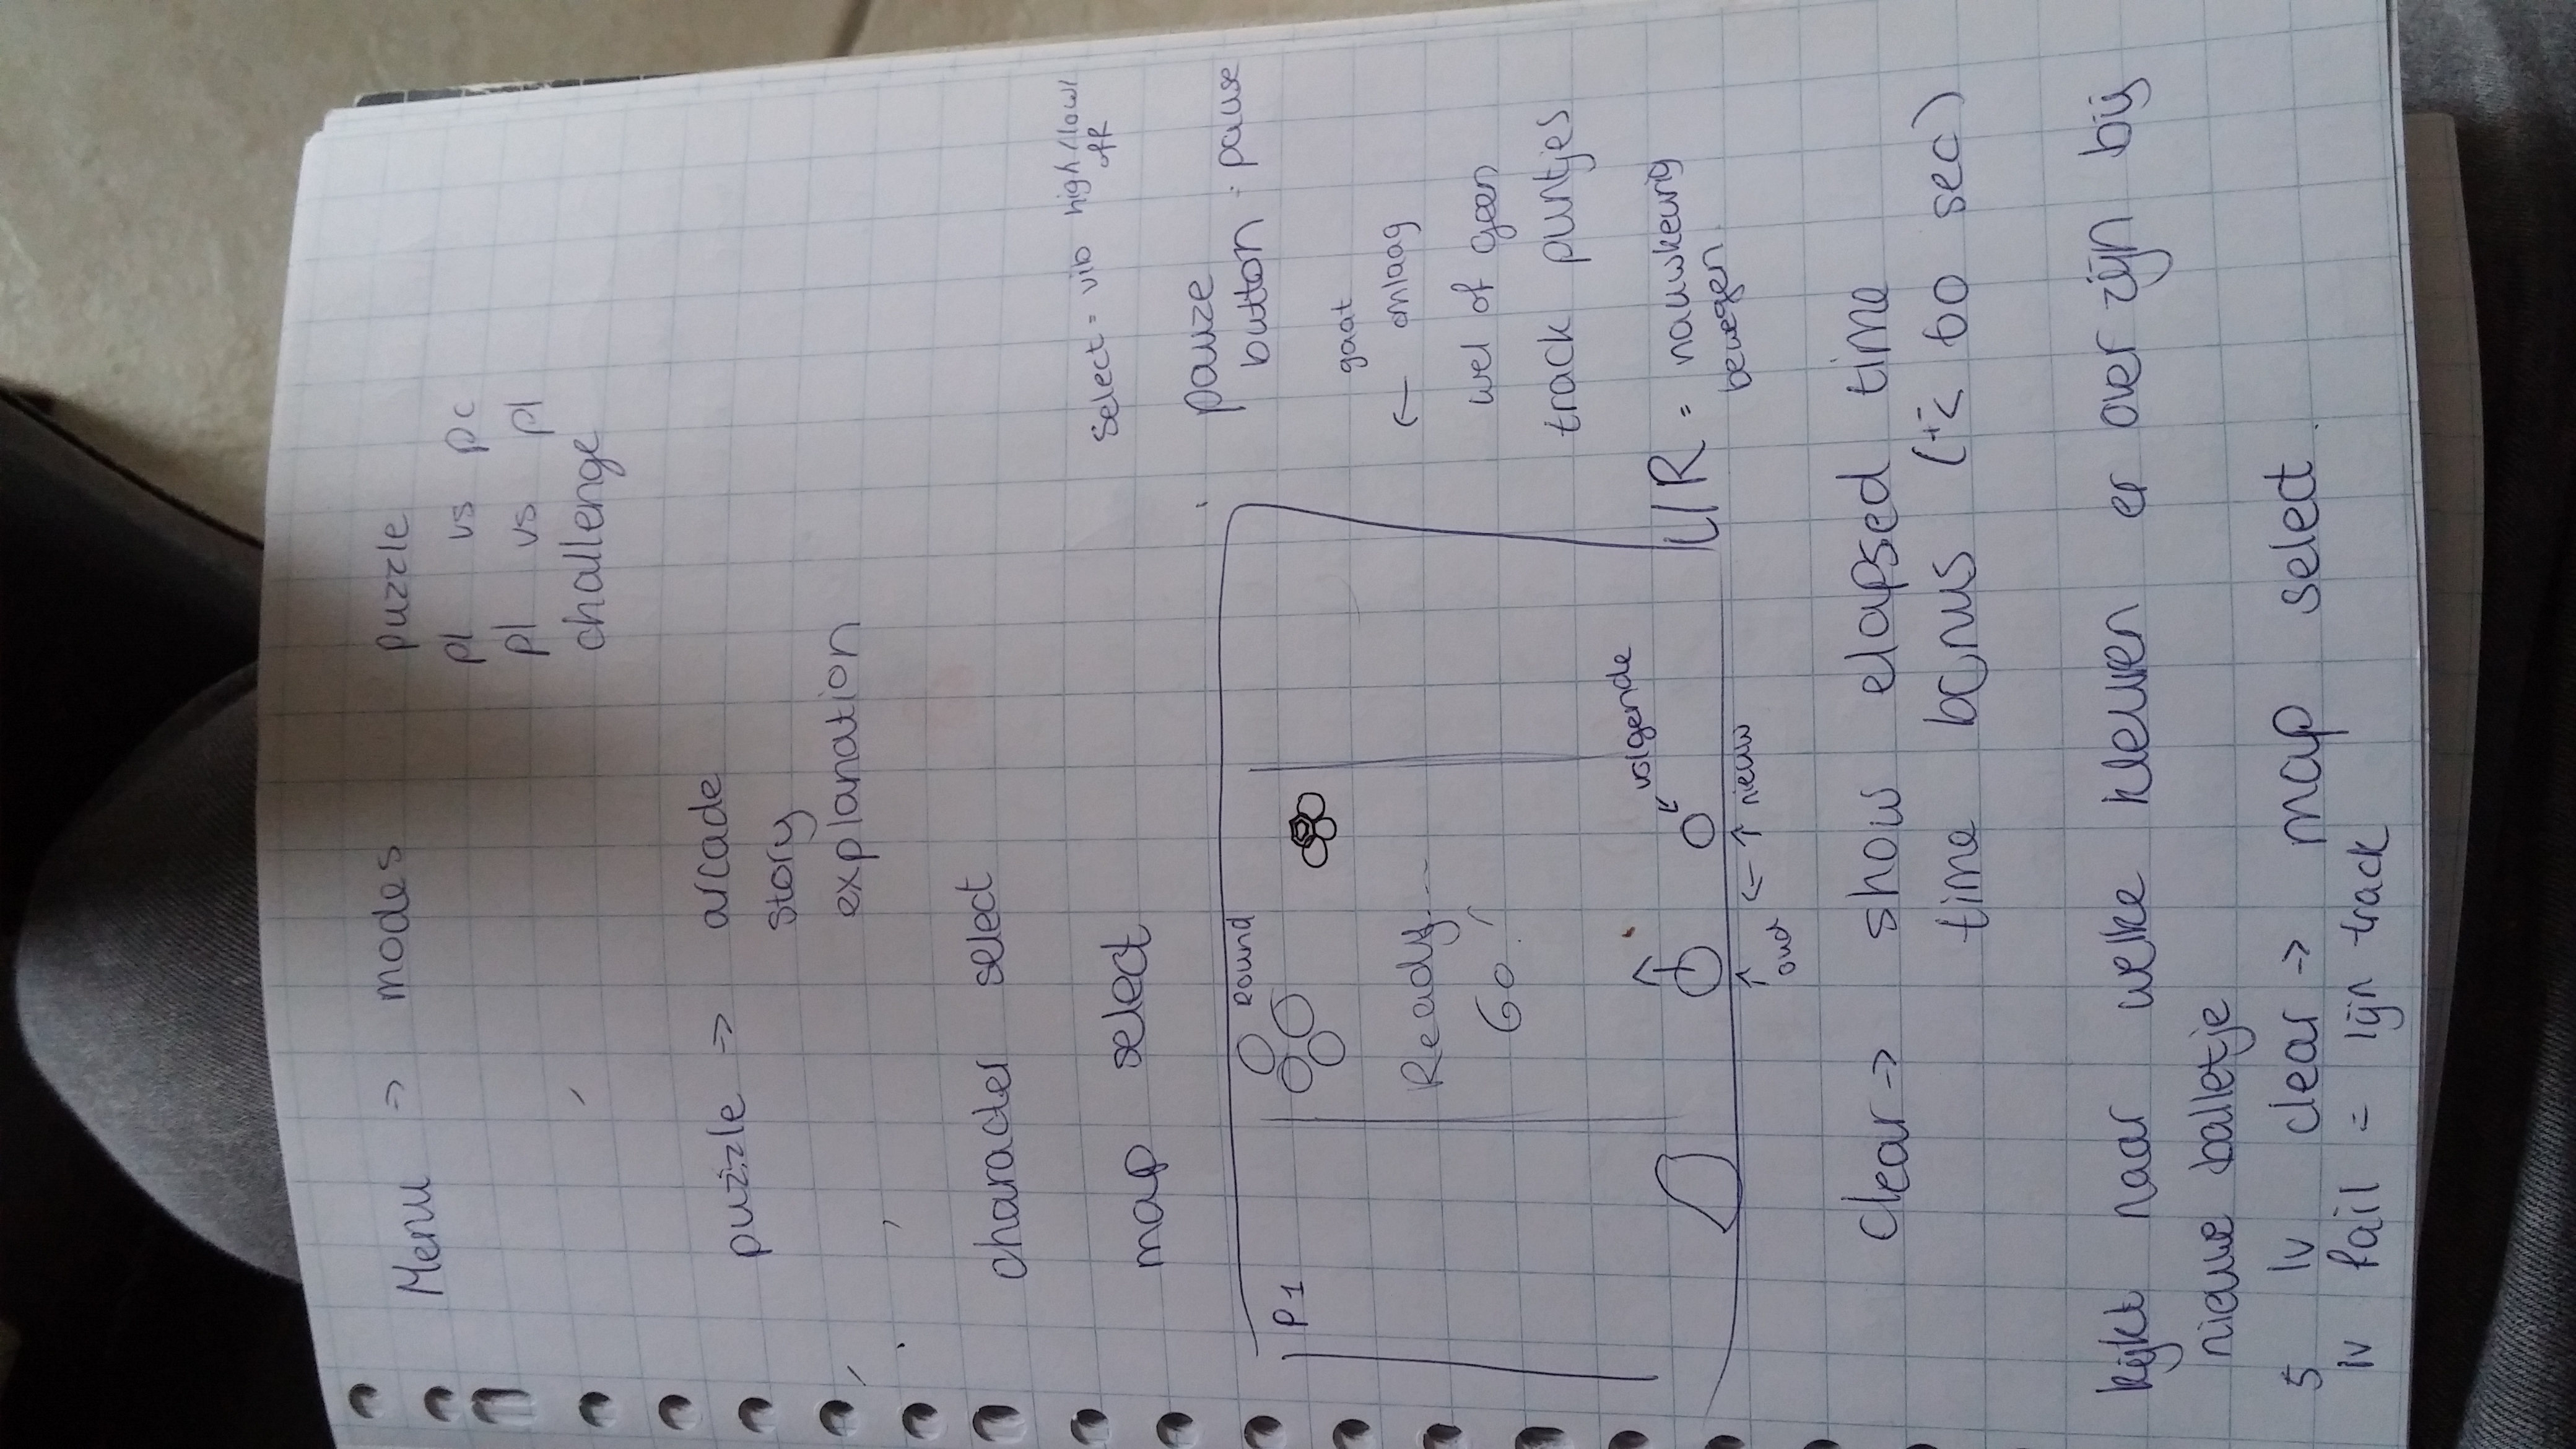 Menu → modes puzzle
pl vs pc
pl vs pl
challenge
puzzle → arcade
story
explanation
character select
map select
Select = vib high/low/
off
pauze
button = pause
P1
Round
Ready...
Go!
gaat
← omlaag
wel of geen
track puntjes
volgende
L/R = nauwkeurig
bewegen
↑ oud ← ↑ nieuw
clear → show elapsed time
time bonus (± < 60 sec)
kijkt naar welke kleuren er over zijn bij
nieuwe balletje
5 lv clear → map select.
lv fail = lijn track